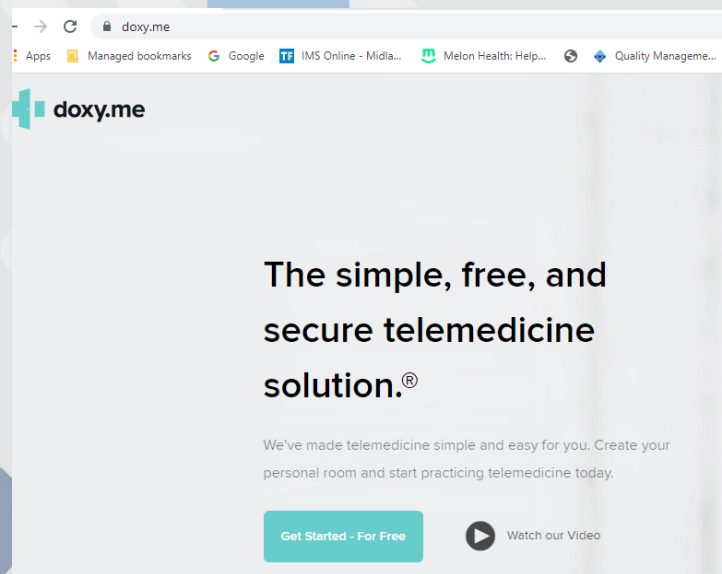 doxy.me
Apps Managed bookmarks Google TF IMS Online - Midla... Melon Health: Help... Quality Manageme...
doxy.me
The simple, free, and
secure telemedicine
solution.®
We've made telemedicine simple and easy for you. Create your
personal room and start practicing telemedicine today.
Get Started - For Free Watch our Video